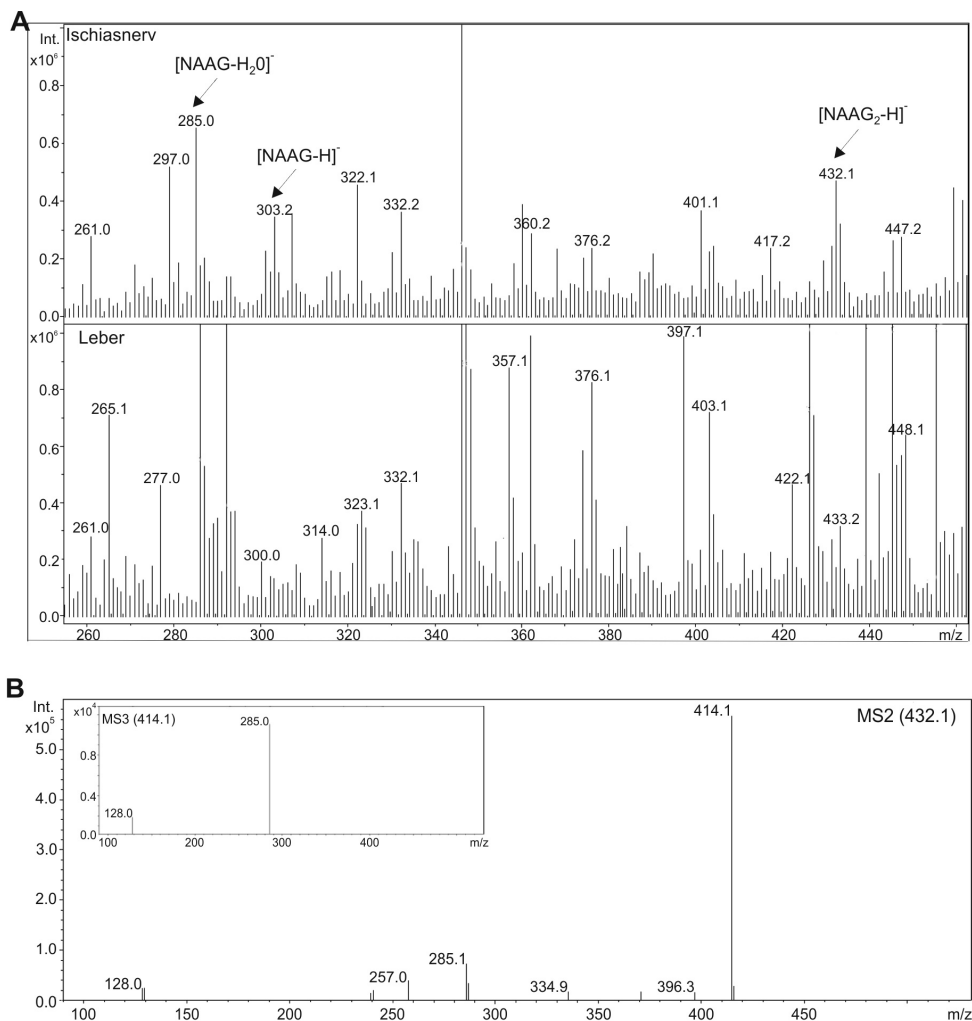 A
Int.
x10⁶
Ischiasnerv
[NAAG-H₂0]⁻
[NAAG-H]⁻
[NAAG₂-H]⁻
0.8
0.6
0.4
0.2
0.0
261.0
297.0
285.0
303.2
322.1
332.2
360.2
376.2
401.1
417.2
432.1
447.2
x10⁶
Leber
0.8
0.6
0.4
0.2
0.0
261.0
265.1
277.0
300.0
314.0
323.1
332.1
357.1
376.1
397.1
403.1
422.1
433.2
448.1
260 280 300 320 340 360 380 400 420 440 m/z
B
Int.
x10⁵
MS2 (432.1)
5.0
4.0
3.0
2.0
1.0
0.0
128.0
257.0
285.1
334.9
396.3
414.1
100 150 200 250 300 350 400 450 m/z
x10⁴
MS3 (414.1)
0.8
0.4
0.0
128.0
285.0
100 200 300 400 m/z